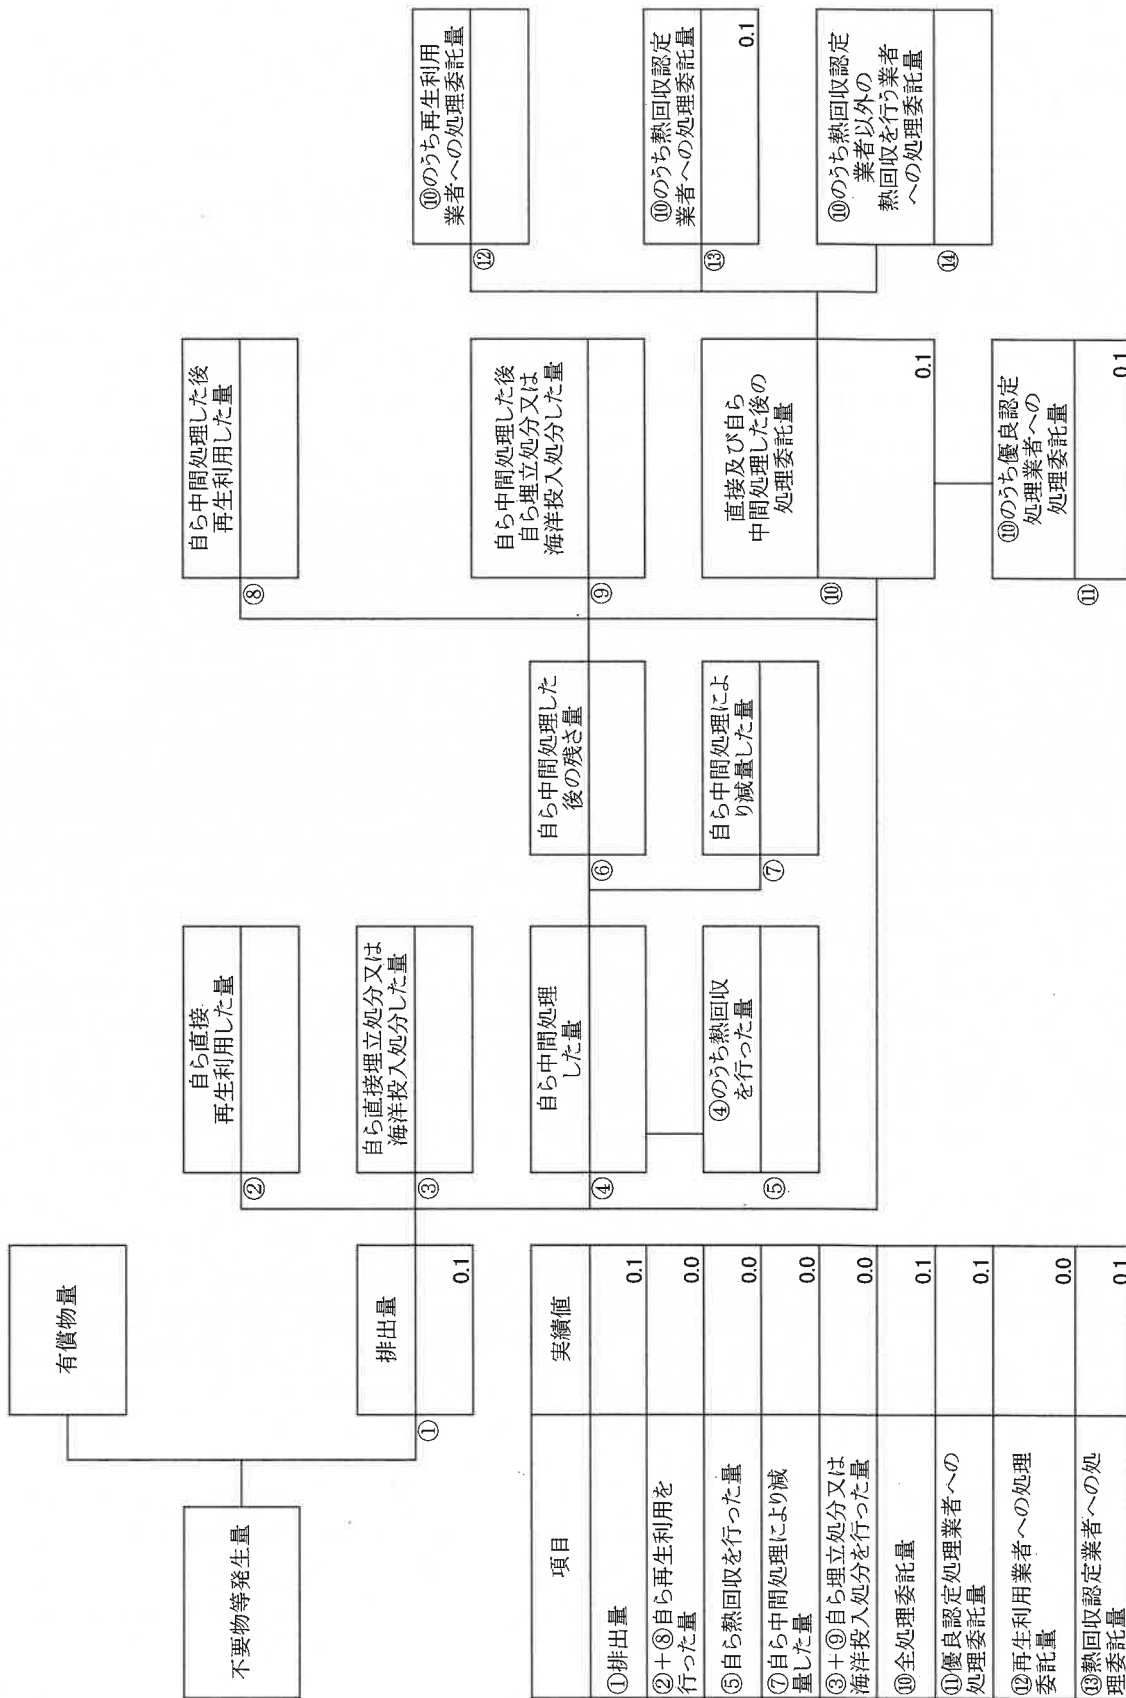 不要物等発生量
有償物量
排出量
①
0.1
自ら直接
再生利用した量
②
自ら直接埋立処分又は
海洋投入処分した量
③
自ら中間処理
した量
④
④のうち熱回収
を行った量
⑤
自ら中間処理した
後の残さ量
⑥
自ら中間処理によ
り減量した量
⑦
自ら中間処理した後
再生利用した量
⑧
自ら中間処理した後
自ら埋立処分又は
海洋投入処分した量
⑨
直接及び自ら
中間処理した後の
処理委託量
⑩
0.1
⑩のうち優良認定
処理業者への
処理委託量
⑪
0.1
⑩のうち再生利用
業者への処理委託量
⑫
⑩のうち熱回収認定
業者への処理委託量
⑬
0.1
⑩のうち熱回収認定
業者以外の
熱回収を行う業者
への処理委託量
⑭
項目
実績値
①排出量
0.1
②+⑧自ら再生利用を
行った量
0.0
⑤自ら熱回収を行った量
0.0
⑦自ら中間処理により減
量した量
0.0
③+⑨自ら埋立処分又は
海洋投入処分を行った量
0.0
⑩全処理委託量
0.1
⑪優良認定処理業者への
処理委託量
0.1
⑫再生利用業者への処理
委託量
0.0
⑬熱回収認定業者への処
理委託量
0.1